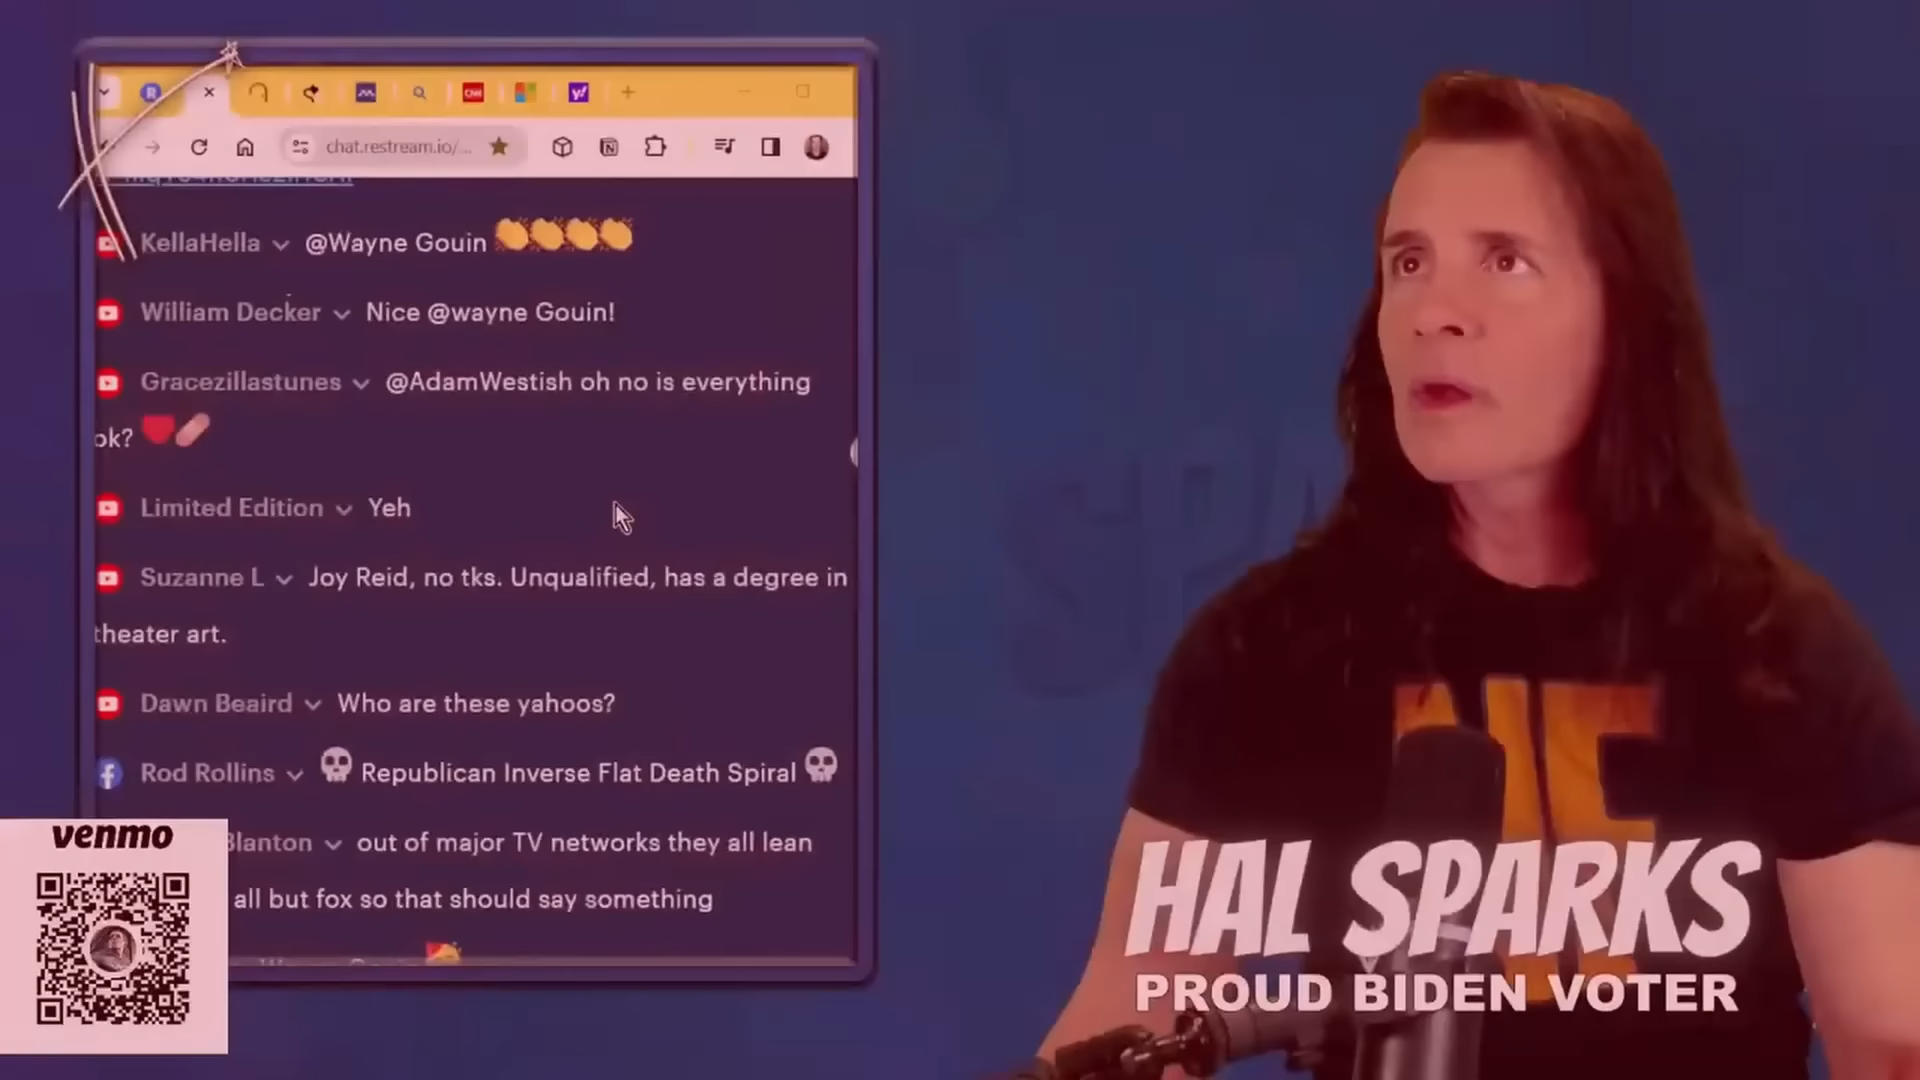 chat.restream.io/...
KellaHella @Wayne Gouin
William Decker Nice @wayne Gouin!
Gracezillastunes @AdamWestish oh no is everything
ok?
Limited Edition Yeh
Suzanne L Joy Reid, no tks. Unqualified, has a degree in
theater art.
Dawn Beaird Who are these yahoos?
Rod Rollins Republican Inverse Flat Death Spiral
Blanton out of major TV networks they all lean
all but fox so that should say something
venmo
HAL SPARKS
PROUD BIDEN VOTER